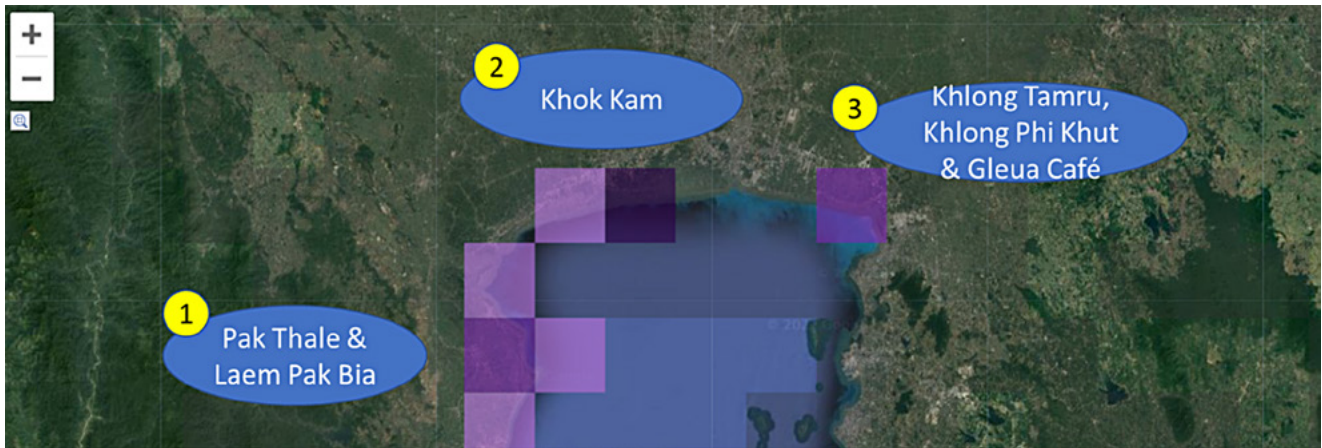 +
−
2
Khok Kam
3
Khlong Tamru,
Khlong Phi Khut
& Gleua Café
1
Pak Thale &
Laem Pak Bia